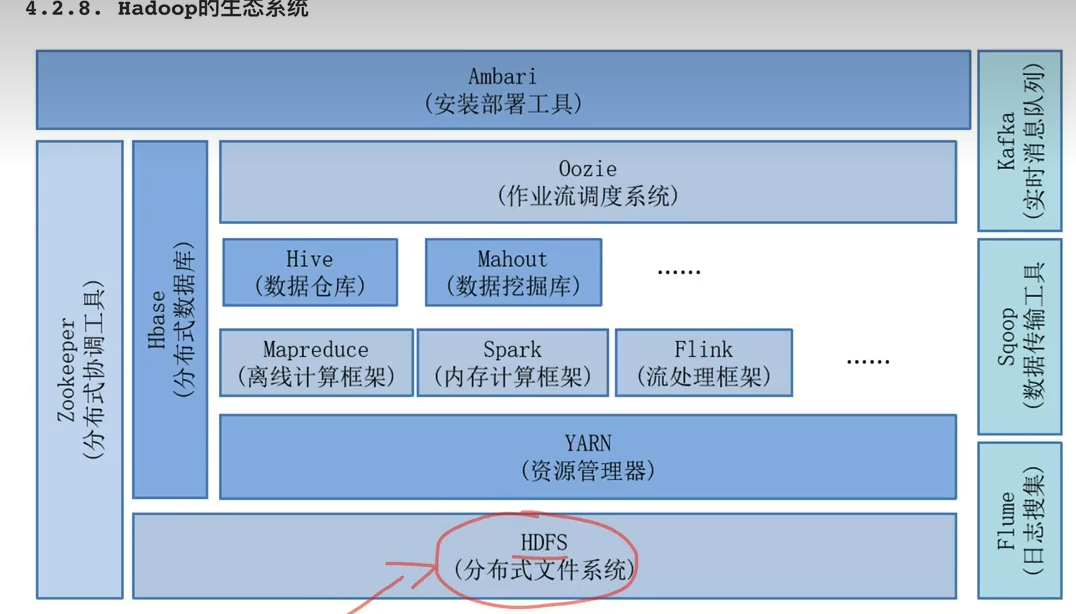 4.2.8. Hadoop的生态系统
Ambari
(安装部署工具)
Kafka
(实时消息队列)
Zookeeper
(分布式协调工具)
Hbase
(分布式数据库)
Oozie
(作业流调度系统)
Hive
(数据仓库)
Mahout
(数据挖掘库)
……
Mapreduce
(离线计算框架)
Spark
(内存计算框架)
Flink
(流处理框架)
……
Sqoop
(数据传输工具)
YARN
(资源管理器)
Flume
(日志搜集)
HDFS
(分布式文件系统)